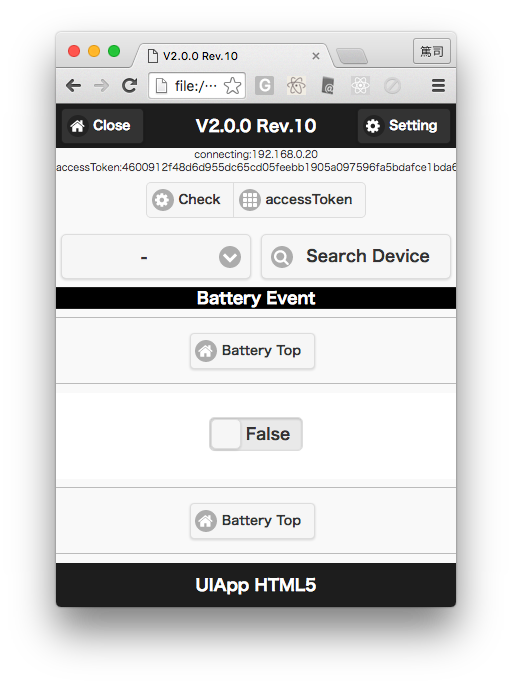 V2.0.0 Rev.10
篤司
file:/…
Close
V2.0.0 Rev.10
Setting
connecting:192.168.0.20
accessToken:4600912f48d6d955dc65cd05feebb1905a097596fa5bdafce1bda6
Check
accessToken
-
Search Device
Battery Event
Battery Top
False
Battery Top
UIApp HTML5